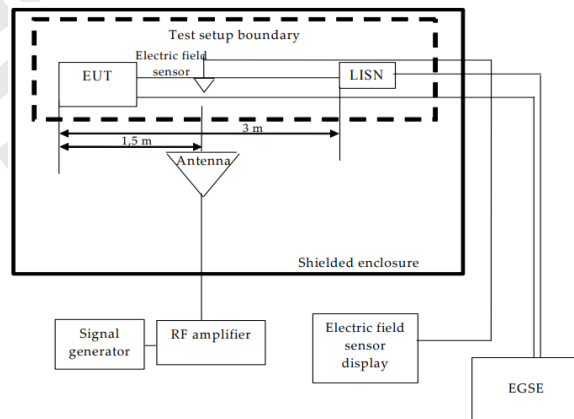 Test setup boundary
Electric field
sensor
EUT
LISN
3 m
1,5 m
Antenna
Shielded enclosure
Signal
generator
RF amplifier
Electric field
sensor
display
EGSE